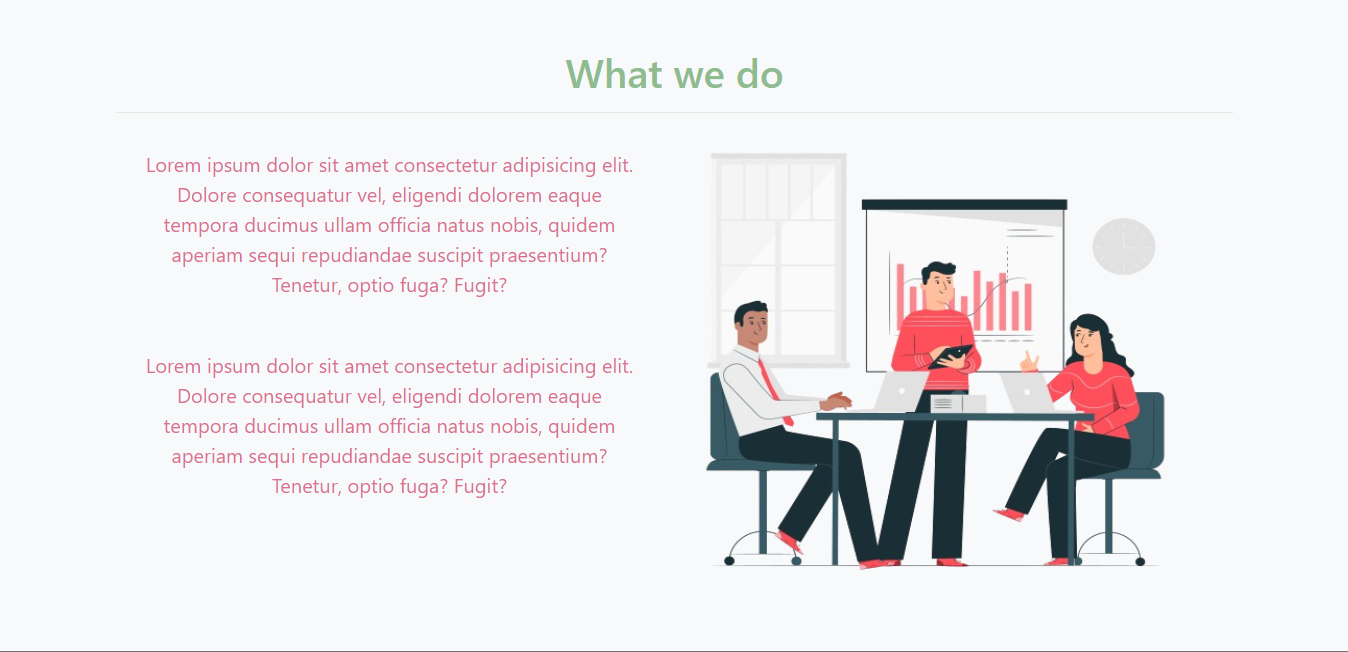 What we do
Lorem ipsum dolor sit amet consectetur adipisicing elit.
Dolore consequatur vel, eligendi dolorem eaque
tempora ducimus ullam officia natus nobis, quidem
aperiam sequi repudiandae suscipit praesentium?
Tenetur, optio fuga? Fugit?
Lorem ipsum dolor sit amet consectetur adipisicing elit.
Dolore consequatur vel, eligendi dolorem eaque
tempora ducimus ullam officia natus nobis, quidem
aperiam sequi repudiandae suscipit praesentium?
Tenetur, optio fuga? Fugit?